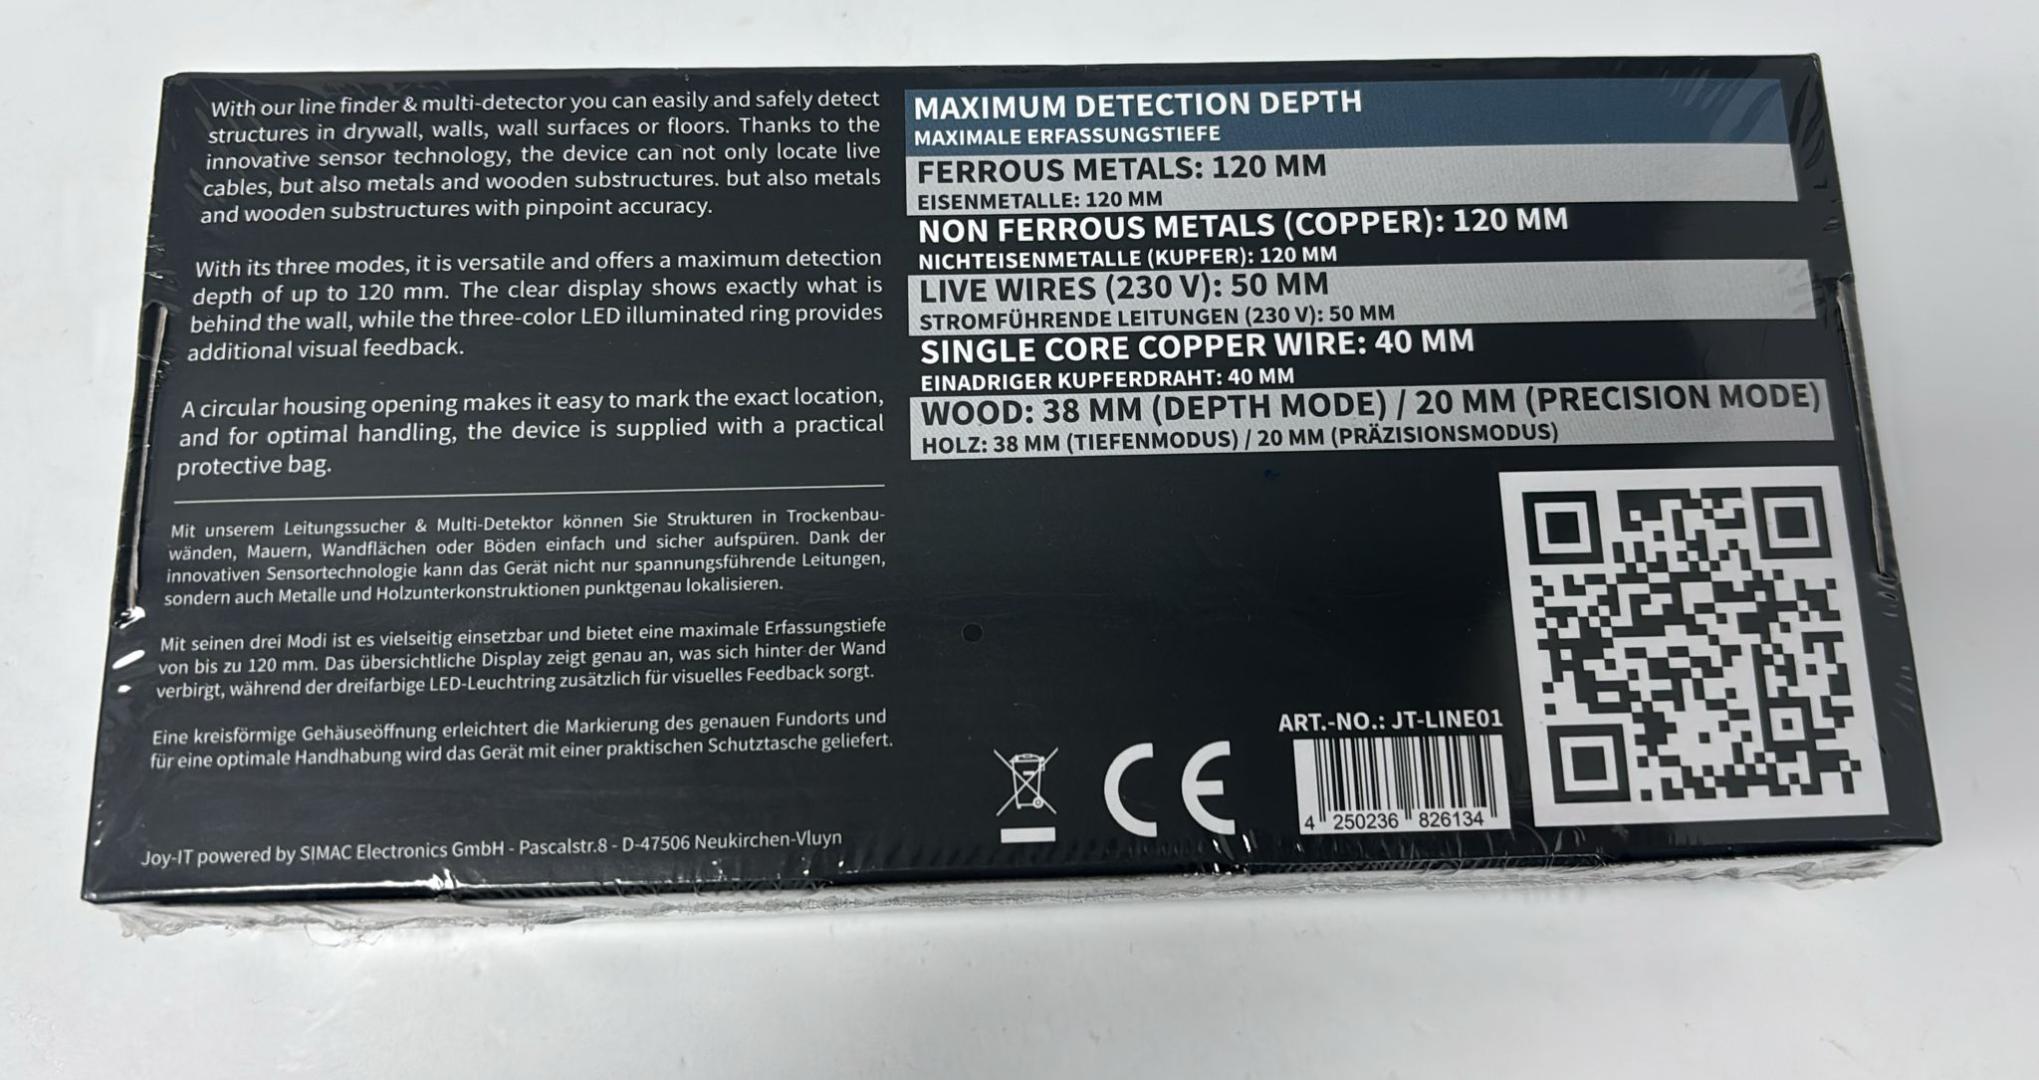 With our line finder & multi-detector you can easily and safely detect
structures in drywall, walls, wall surfaces or floors. Thanks to the
innovative sensor technology, the device can not only locate live
cables, but also metals and wooden substructures. but also metals
and wooden substructures with pinpoint accuracy.
With its three modes, it is versatile and offers a maximum detection
depth of up to 120 mm. The clear display shows exactly what is
behind the wall, while the three-color LED illuminated ring provides
additional visual feedback.
A circular housing opening makes it easy to mark the exact location,
and for optimal handling, the device is supplied with a practical
protective bag.
Mit unserem Leitungssucher & Multi-Detektor können Sie Strukturen in Trockenbau-
wänden, Mauern, Wandflächen oder Böden einfach und sicher aufspüren. Dank der
innovativen Sensortechnologie kann das Gerät nicht nur spannungsführende Leitungen,
sondern auch Metalle und Holzunterkonstruktionen punktgenau lokalisieren.
Mit seinen drei Modi ist es vielseitig einsetzbar und bietet eine maximale Erfassungstiefe
von bis zu 120 mm. Das übersichtliche Display zeigt genau an, was sich hinter der Wand
verbirgt, während der dreifarbige LED-Leuchtring zusätzlich für visuelles Feedback sorgt.
Eine kreisförmige Gehäuseöffnung erleichtert die Markierung des genauen Fundorts und
für eine optimale Handhabung wird das Gerät mit einer praktischen Schutztasche geliefert.
Joy-IT powered by SIMAC Electronics GmbH - Pascalstr.8 - D-47506 Neukirchen-Vluyn
MAXIMUM DETECTION DEPTH
MAXIMALE ERFASSUNGSTIEFE
FERROUS METALS: 120 MM
EISENMETALLE: 120 MM
NON FERROUS METALS (COPPER): 120 MM
NICHTEISENMETALLE (KUPFER): 120 MM
LIVE WIRES (230 V): 50 MM
STROMFÜHRENDE LEITUNGEN (230 V): 50 MM
SINGLE CORE COPPER WIRE: 40 MM
EINADRIGER KUPFERDRAHT: 40 MM
WOOD: 38 MM (DEPTH MODE) / 20 MM (PRECISION MODE)
HOLZ: 38 MM (TIEFENMODUS) / 20 MM (PRÄZISIONSMODUS)
CE
ART.-NO.: JT-LINE01
4 250236 826134